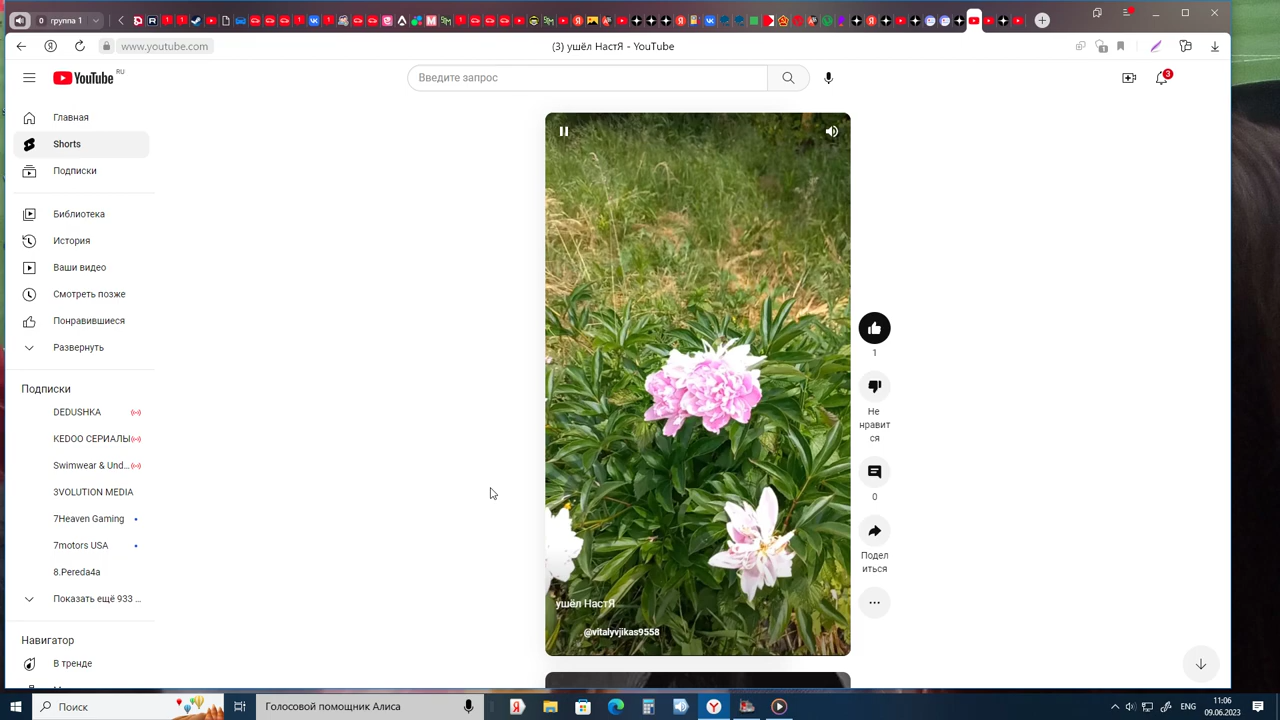 группа 1
www.youtube.com
(3) ушёл НастЯ - YouTube
YouTube RU
Введите запрос
3
Главная
Shorts
Подписки
Библиотека
История
Ваши видео
Смотреть позже
Понравившиеся
Развернуть
Подписки
DEDUSHKA
KEDOO СЕРИАЛЫ
Swimwear & Und...
3VOLUTION MEDIA
7Heaven Gaming
7motors USA
8.Pereda4a
Показать ещё 933 ...
Навигатор
В тренде
ушёл НастЯ
@vitalyvjikas9558
1
Не
нравит
ся
0
Подел
иться
Поиск
Голосовой помощник Алиса
ENG
11:06
09.06.2023